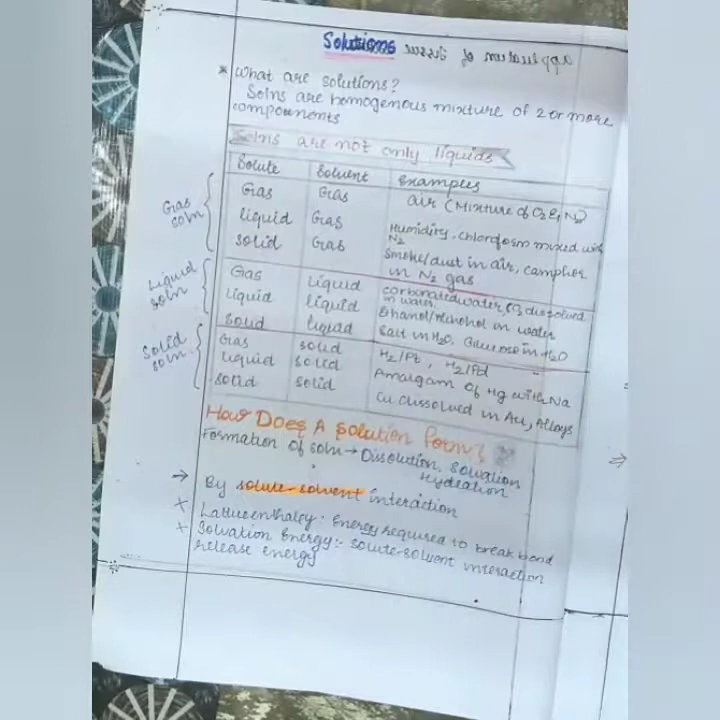 Solutions
* What are solutions?
Solns are homogenous mixture of 2 or more
components
Solns are not only liquids
Solute Solvent Examples
Gas soln
Gas Gas air (Mixture of O2 & N2)
liquid Gas Humidity, chloroform mixed with N2
solid Gas Smoke/dust in air, camphor in N2 gas
Liquid soln
Gas Liquid carbonated water, dissolved in water
Liquid liquid Ethanol/Alcohol in water
Solid liquid Salt in H2O, Glucose in H2O
Solid soln
Gas solid H2/Pt, H2/Pd
Liquid solid Amalgam of Hg with Na
Solid solid Cu dissolved in Au, Alloys
How Does A Solution form?
Formation of soln → Dissolution, Solvation
Hydration
→ By solute-solvent interaction
+ Lattice enthalpy. Energy required to break bond
+ Solvation Energy:- Solute-Solvent interaction
release energy